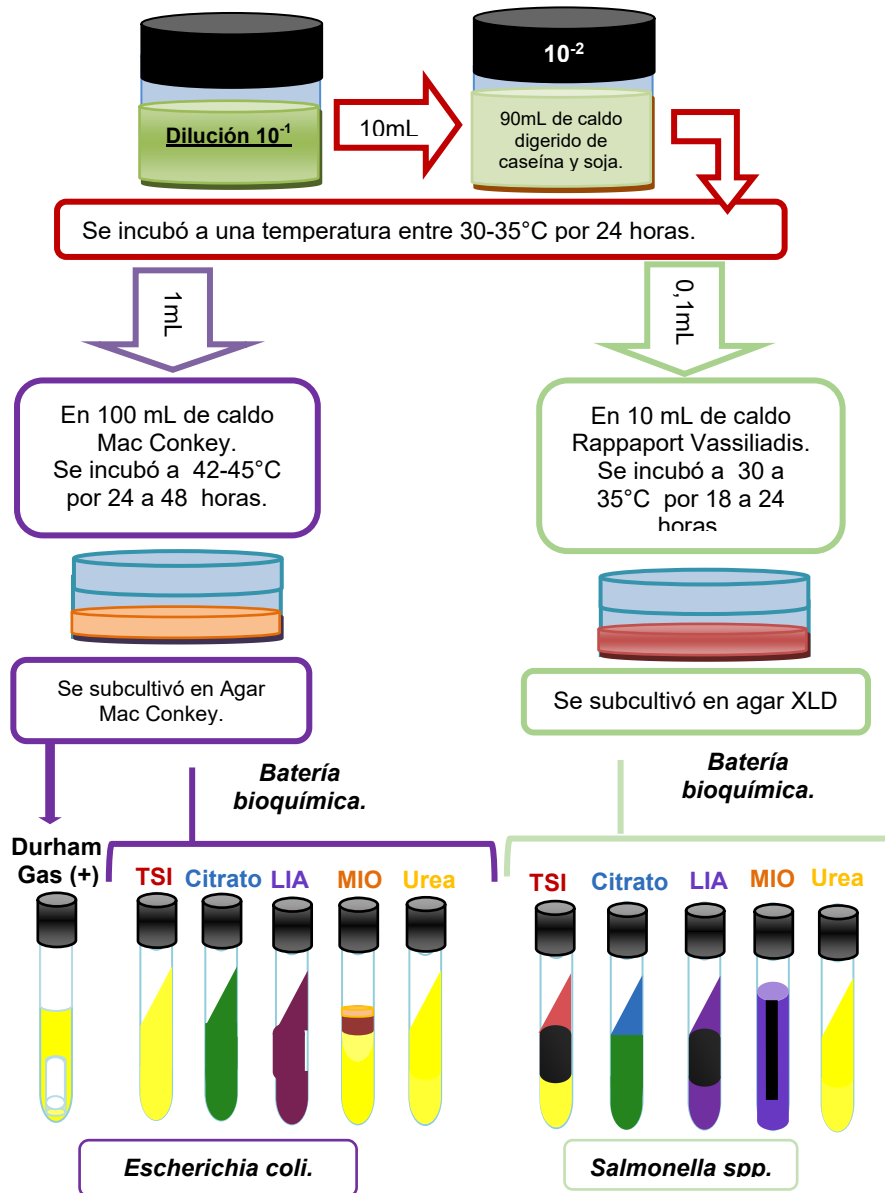 Dilución 10⁻¹
10mL
10⁻²
90mL de caldo
digerido de
caseína y soja.
Se incubó a una temperatura entre 30-35°C por 24 horas.
1mL
0,1mL
En 100 mL de caldo
Mac Conkey.
Se incubó a 42-45°C
por 24 a 48 horas.
En 10 mL de caldo
Rappaport Vassiliadis.
Se incubó a 30 a
35°C por 18 a 24
horas
Se subcultivó en Agar
Mac Conkey.
Se subcultivó en agar XLD
Batería
bioquímica.
Batería
bioquímica.
Durham
Gas (+)
TSI Citrato LIA MIO Urea
TSI Citrato LIA MIO Urea
Escherichia coli.
Salmonella spp.